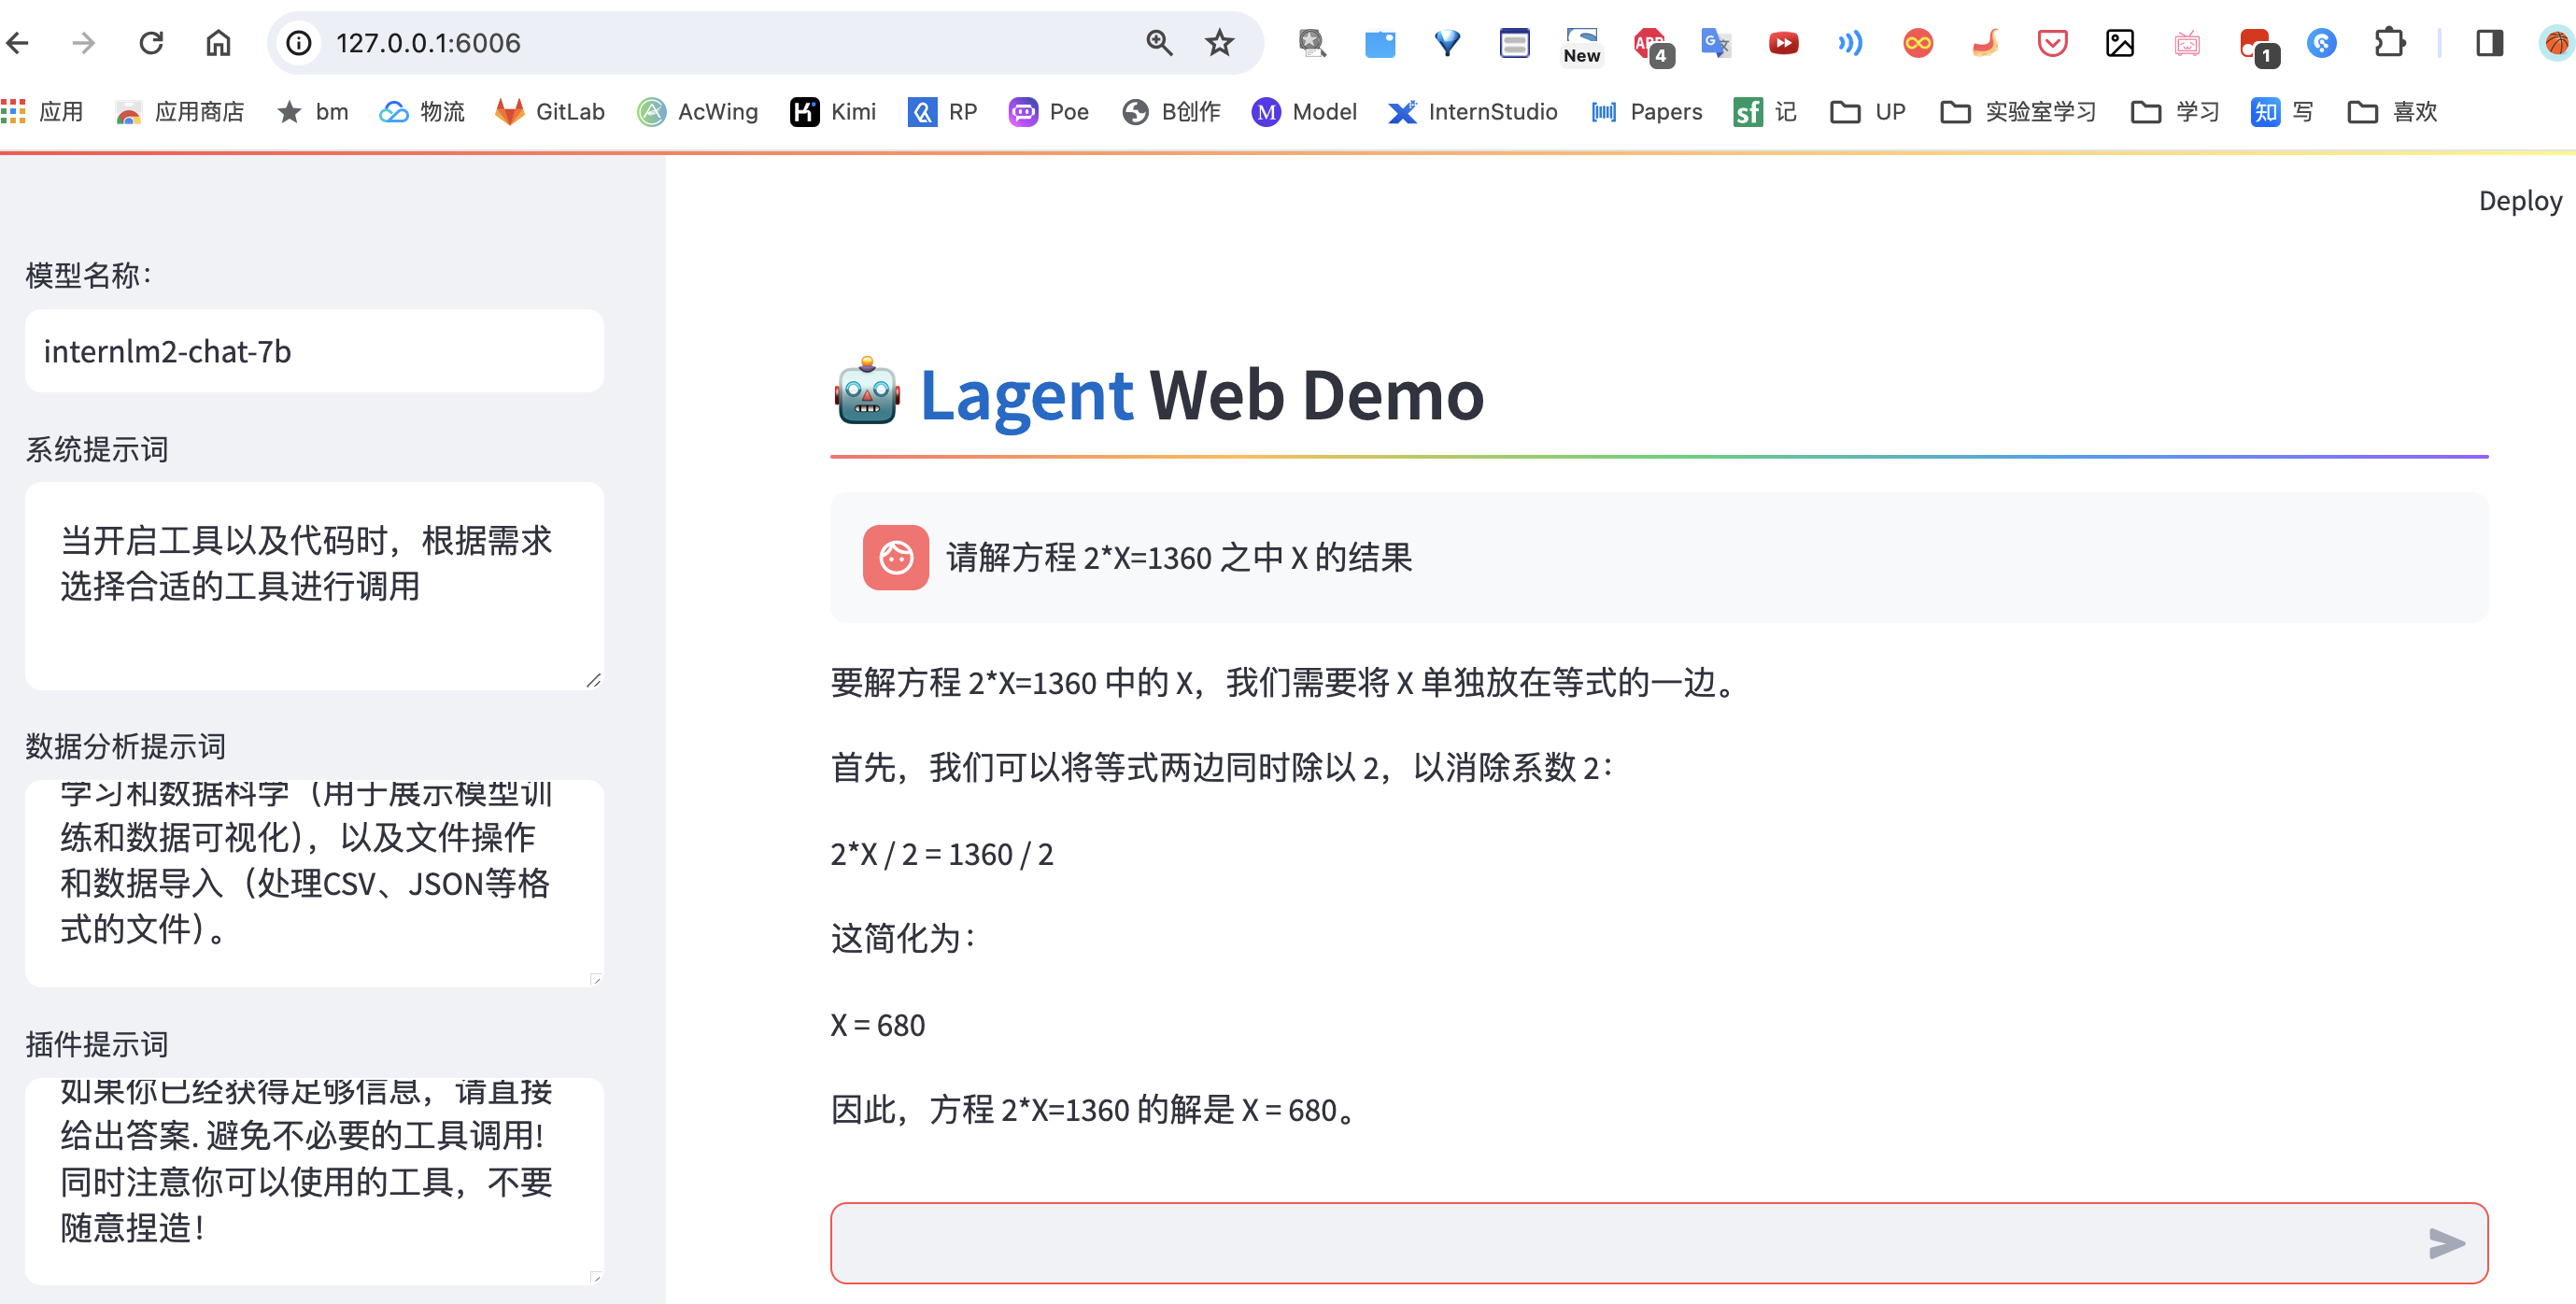 127.0.0.1:6006
New
4
1
应用
应用商店
bm
物流
GitLab
AcWing
Kimi
RP
Poe
B创作
Model
InternStudio
Papers
记
UP
实验室学习
学习
写
喜欢
Deploy
模型名称：
internlm2-chat-7b
系统提示词
当开启工具以及代码时，根据需求
选择合适的工具进行调用
数据分析提示词
学习和数据科学（用于展示模型训
练和数据可视化），以及文件操作
和数据导入（处理CSV、JSON等格
式的文件）。
插件提示词
如果你已经获得足够信息，请直接
给出答案. 避免不必要的工具调用!
同时注意你可以使用的工具，不要
随意捏造！
Lagent Web Demo
请解方程 2*X=1360 之中 X 的结果
要解方程 2*X=1360 中的 X，我们需要将 X 单独放在等式的一边。
首先，我们可以将等式两边同时除以 2，以消除系数 2：
2*X / 2 = 1360 / 2
这简化为：
X = 680
因此，方程 2*X=1360 的解是 X = 680。